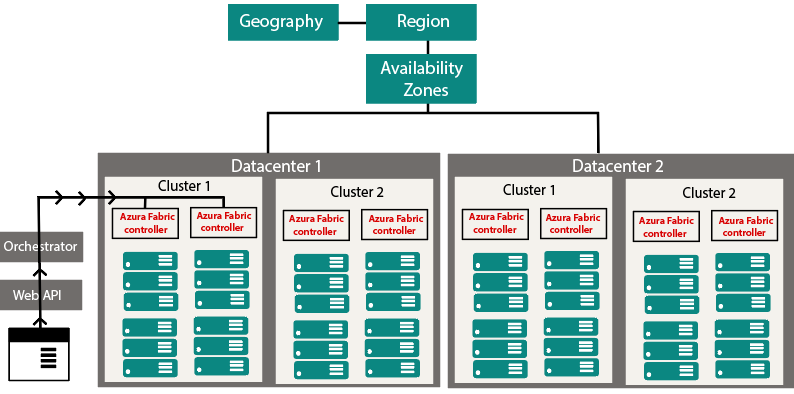 Geography
Region
Availability
Zones
Datacenter 1
Cluster 1
Azura Fabric
controller
Azura Fabric
controller
Cluster 2
Azura Fabric
controller
Azura Fabric
controller
Datacenter 2
Cluster 1
Azura Fabric
controller
Azura Fabric
controller
Cluster 2
Azura Fabric
controller
Azura Fabric
controller
Orchestrator
Web API